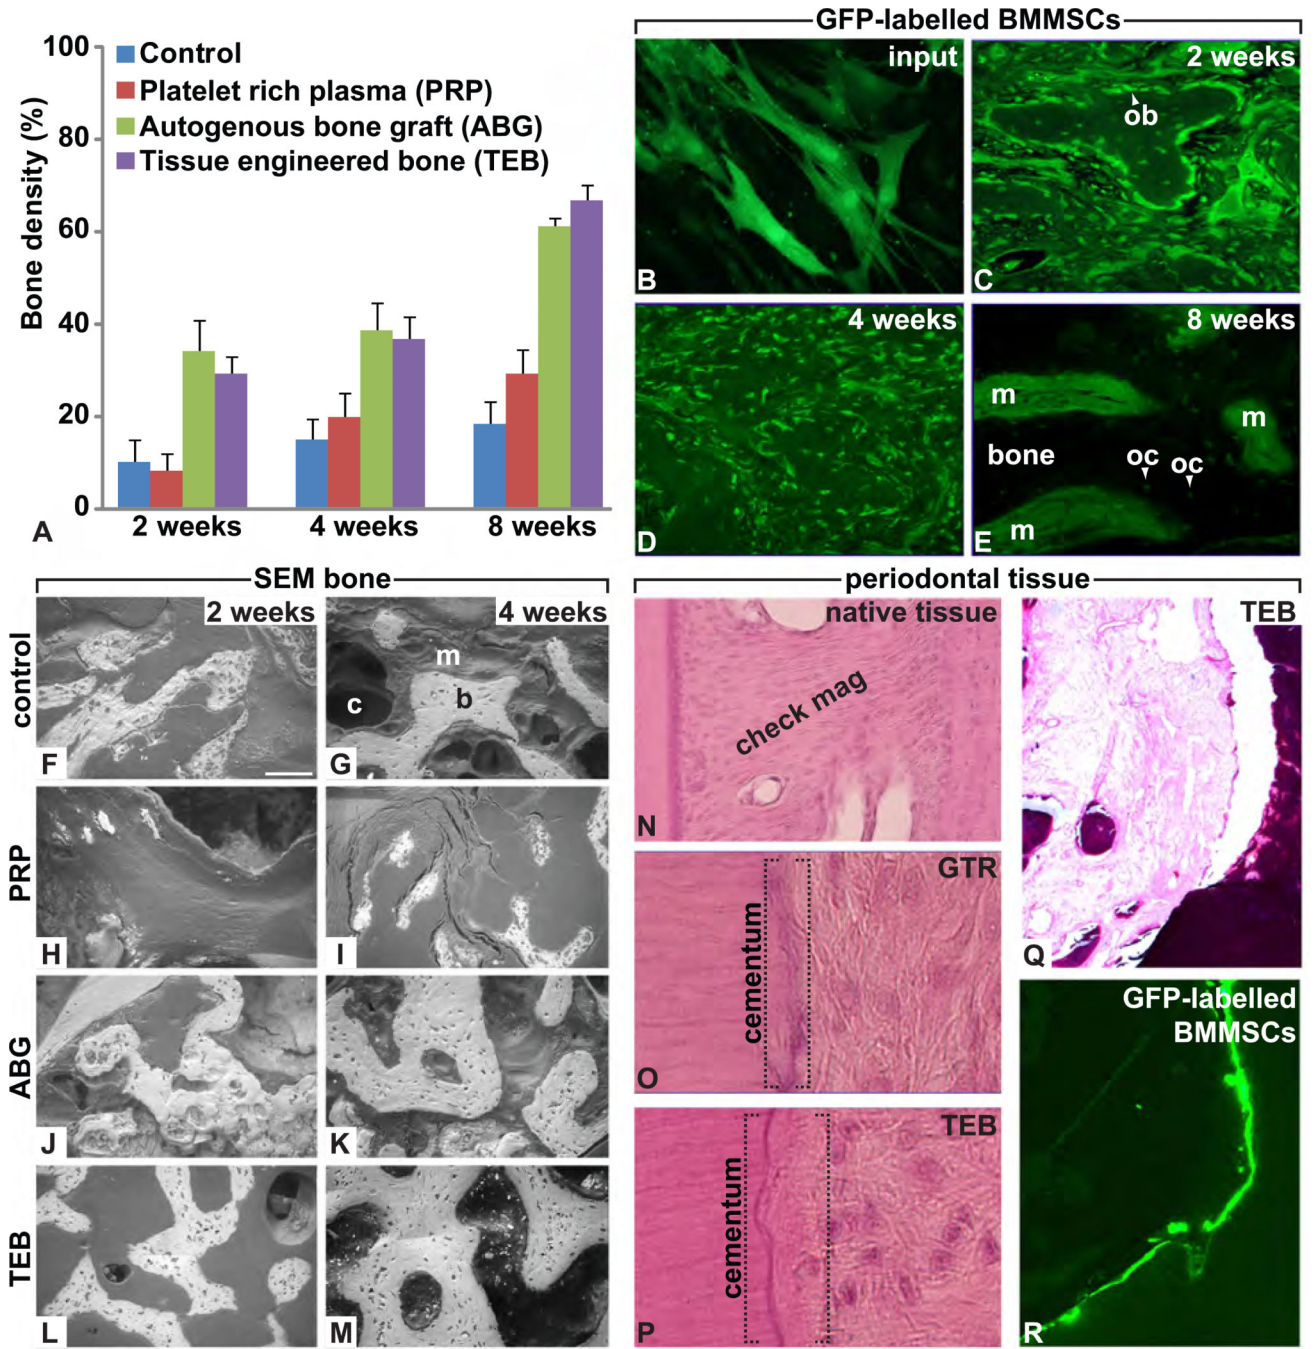 100
80
60
40
20
0
Bone density (%)
Control
Platelet rich plasma (PRP)
Autogenous bone graft (ABG)
Tissue engineered bone (TEB)
2 weeks
4 weeks
8 weeks
A
GFP-labelled BMMSCs
input
B
2 weeks
ob
C
4 weeks
D
8 weeks
m
m
bone
oc
oc
m
E
SEM bone
control
2 weeks
F
4 weeks
m
c
b
G
PRP
H
I
ABG
J
K
TEB
L
M
periodontal tissue
native tissue
check mag
N
GTR
cementum
O
TEB
cementum
P
TEB
Q
GFP-labelled
BMMSCs
R